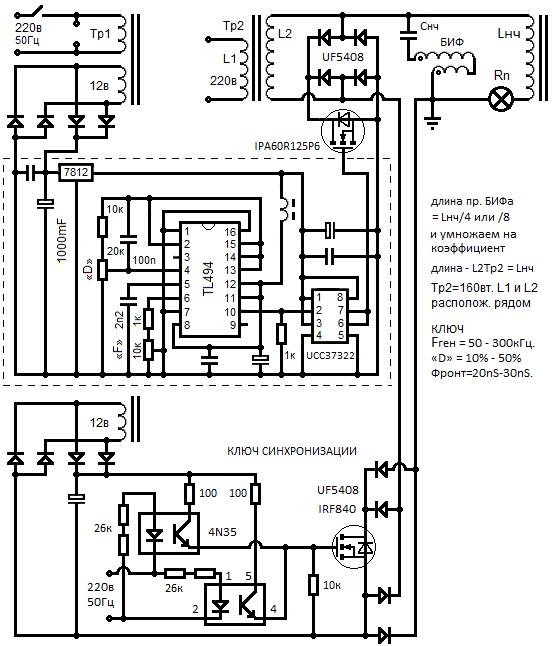 220в
50Гц
Тр1
12в
Тр2
L1
220в
L2
UF5408
Cнч
БИФ
Lнч
Rn
IPA60R125P6
7812
1000mF
10к
20к
«D»
100n
2n2
1к
10к
«F»
TL494
1
2
3
4
5
6
7
8
16
15
14
13
12
11
10
9
1к
1
2
3
4
8
7
6
5
UCC37322
длина пр. БИФа
= Lнч/4 или /8
и умножаем на
коэффициент
длина - L2Тр2 = Lнч
Тр2=160вт. L1 и L2
располож. рядом
КЛЮЧ
Fген = 50 - 300кГц.
«D» = 10% - 50%
Фронт=20nS-30nS.
12в
КЛЮЧ СИНХРОНИЗАЦИИ
100
100
UF5408
IRF840
26к
4N35
220в
50Гц
26к
1
5
2
4
10к